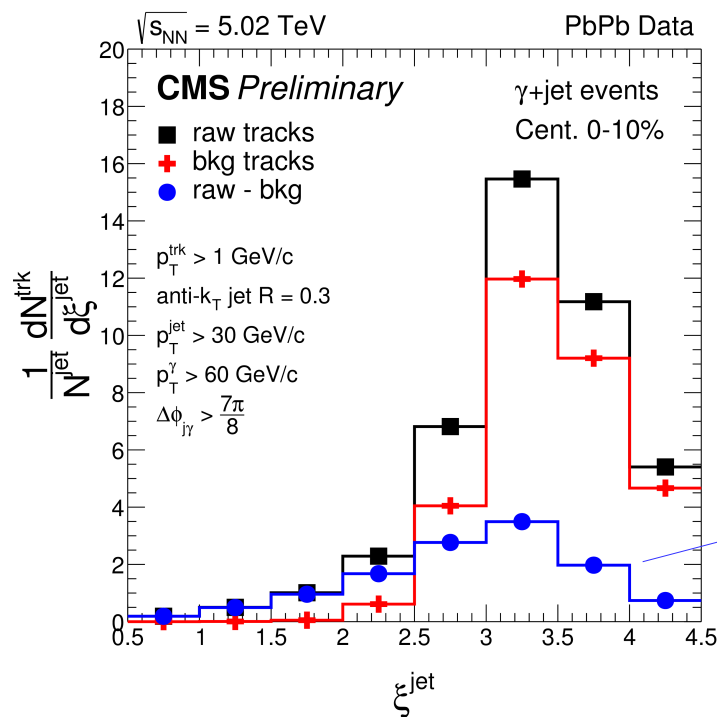 √s_NN = 5.02 TeV PbPb Data
CMS Preliminary
γ+jet events
Cent. 0-10%
raw tracks
bkg tracks
raw - bkg
p_T^trk > 1 GeV/c
anti-k_T jet R = 0.3
p_T^jet > 30 GeV/c
p_T^γ > 60 GeV/c
Δϕ_jγ > 7π/8
1/N^jet dN^trk/dξ^jet
20
18
16
14
12
10
8
6
4
2
0
0.5 1 1.5 2 2.5 3 3.5 4 4.5
ξ^jet